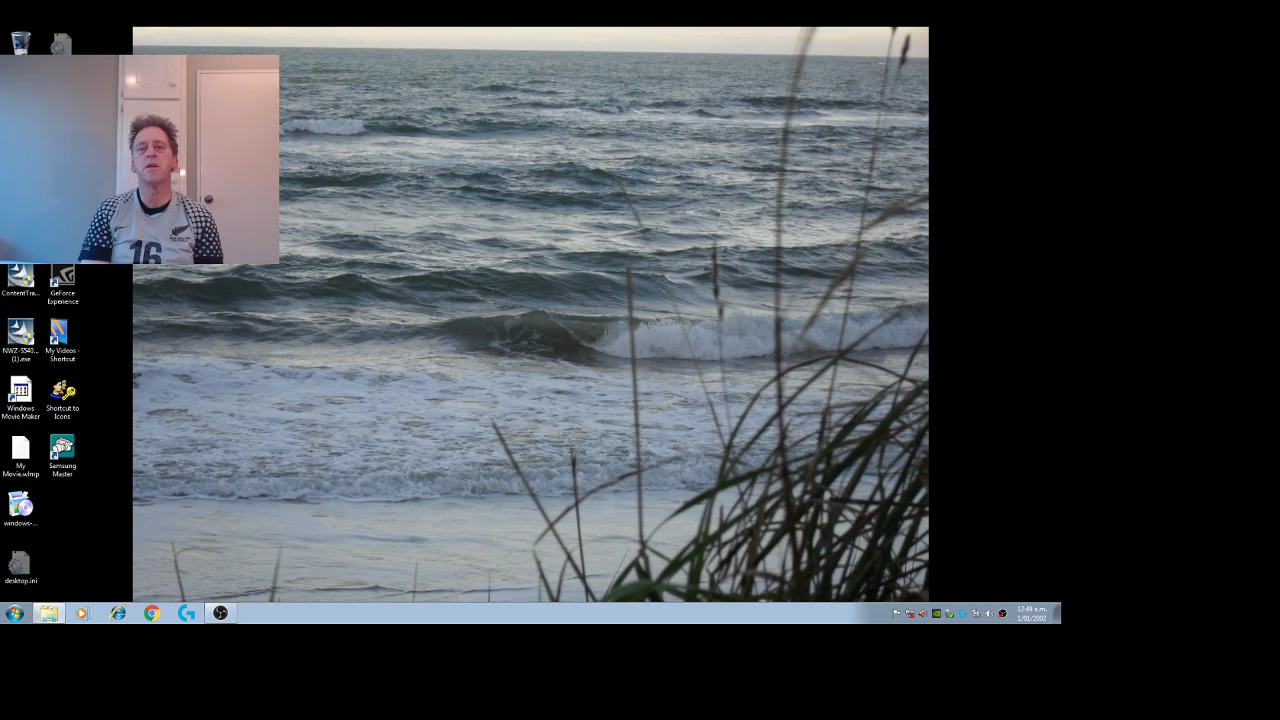 16
ContentTra...
GeForce
Experience
NWZ-S540...
(1).exe
My Videos -
Shortcut
Windows
Movie Maker
Shortcut to
Icons
My
Movie.wlmp
Samsung
Master
windows-...
desktop.ini
12:49 a.m.
1/01/2002